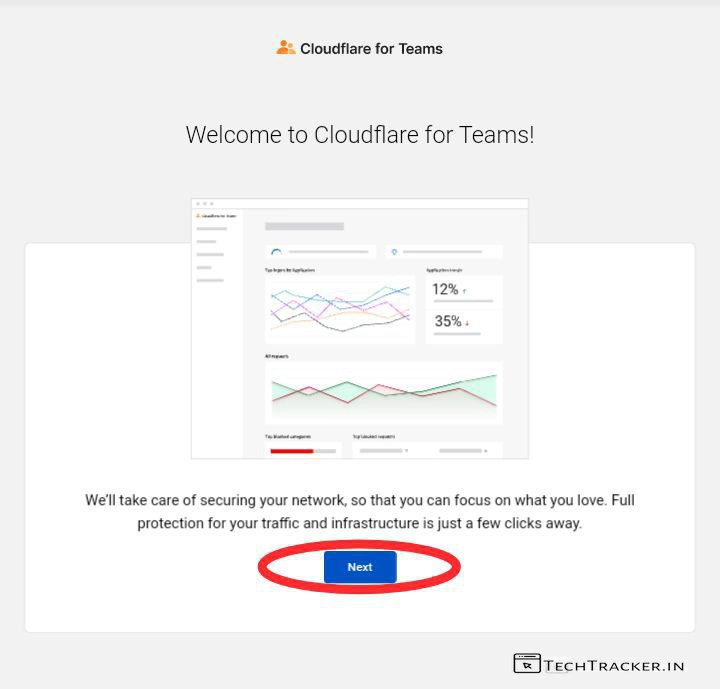 Cloudflare for Teams
Welcome to Cloudflare for Teams!
Cloudflare for Teams
Top logins by application
Application trends
12% ↑
35% ↓
All requests
Top blocked categories
Top blocked requests
We'll take care of securing your network, so that you can focus on what you love. Full
protection for your traffic and infrastructure is just a few clicks away.
Next
TECHTRACKER.IN